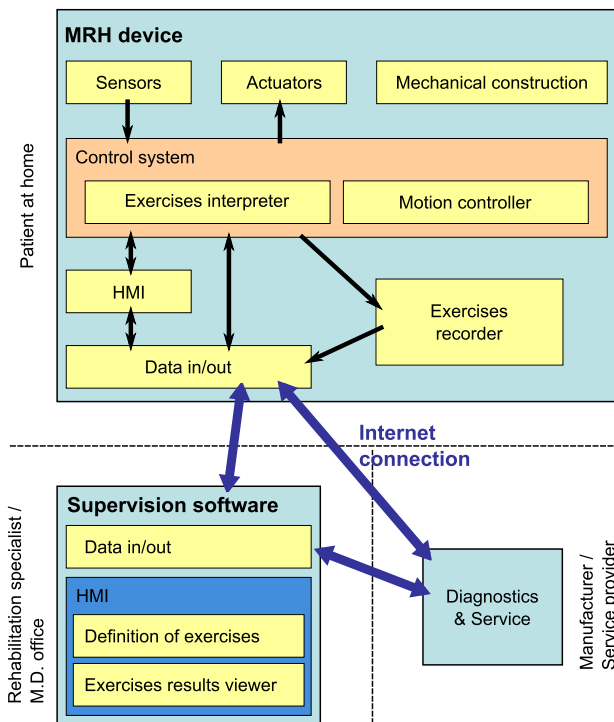 MRH device
Sensors
Actuators
Mechanical construction
Control system
Exercises interpreter
Motion controller
HMI
Exercises
recorder
Data in/out
Patient at home
Internet
connection
Supervision software
Data in/out
HMI
Definition of exercises
Exercises results viewer
Rehabilitation specialist /
M.D. office
Diagnostics
& Service
Manufacturer /
Service provider